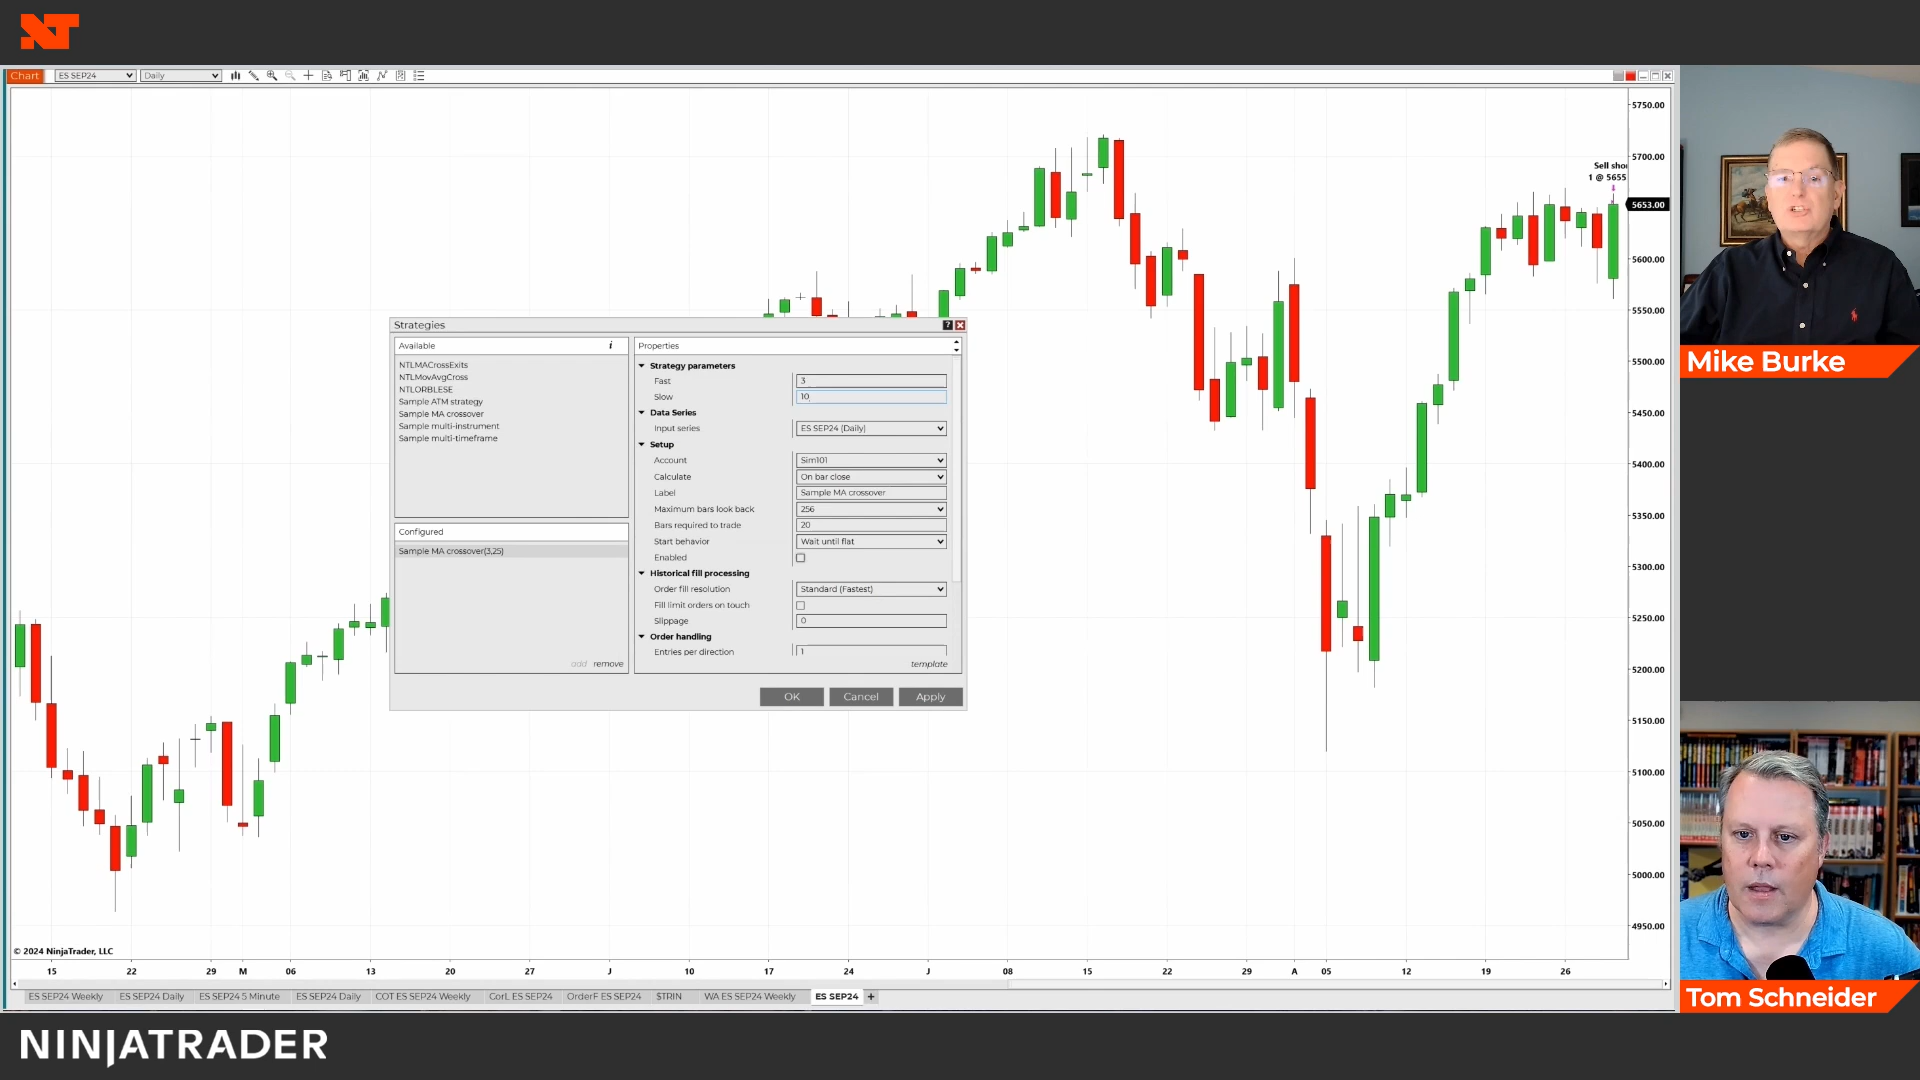 NT
Chart
ES SEP24
Daily
5750.00
5700.00
Sell sho
1 @ 5655
5653.00
5600.00
5550.00
5500.00
5450.00
5400.00
5350.00
5300.00
5250.00
5200.00
5150.00
5100.00
5050.00
5000.00
4950.00
Strategies
?
Available
i
NTLMACrossExits
NTLMovAvgCross
NTLORBLESE
Sample ATM strategy
Sample MA crossover
Sample multi-instrument
Sample multi-timeframe
Configured
Sample MA crossover(3,25)
add remove
Properties
Strategy parameters
Fast 3
Slow 10
Data Series
Input series ES SEP24 (Daily)
Setup
Account Sim101
Calculate On bar close
Label Sample MA crossover
Maximum bars look back 256
Bars required to trade 20
Start behavior Wait until flat
Enabled
Historical fill processing
Order fill resolution Standard (Fastest)
Fill limit orders on touch
Slippage 0
Order handling
Entries per direction 1
template
OK Cancel Apply
© 2024 NinjaTrader, LLC
15 22 29 M 06 13 20 27 J 10 17 24 J 08 15 22 29 A 05 12 19 26
ES SEP24 Weekly ES SEP24 Daily ES SEP24 5 Minute ES SEP24 Daily COT ES SEP24 Weekly CorL ES SEP24 OrderF ES SEP24 $TRIN WA ES SEP24 Weekly ES SEP24 +
Mike Burke
Tom Schneider
NINJATRADER